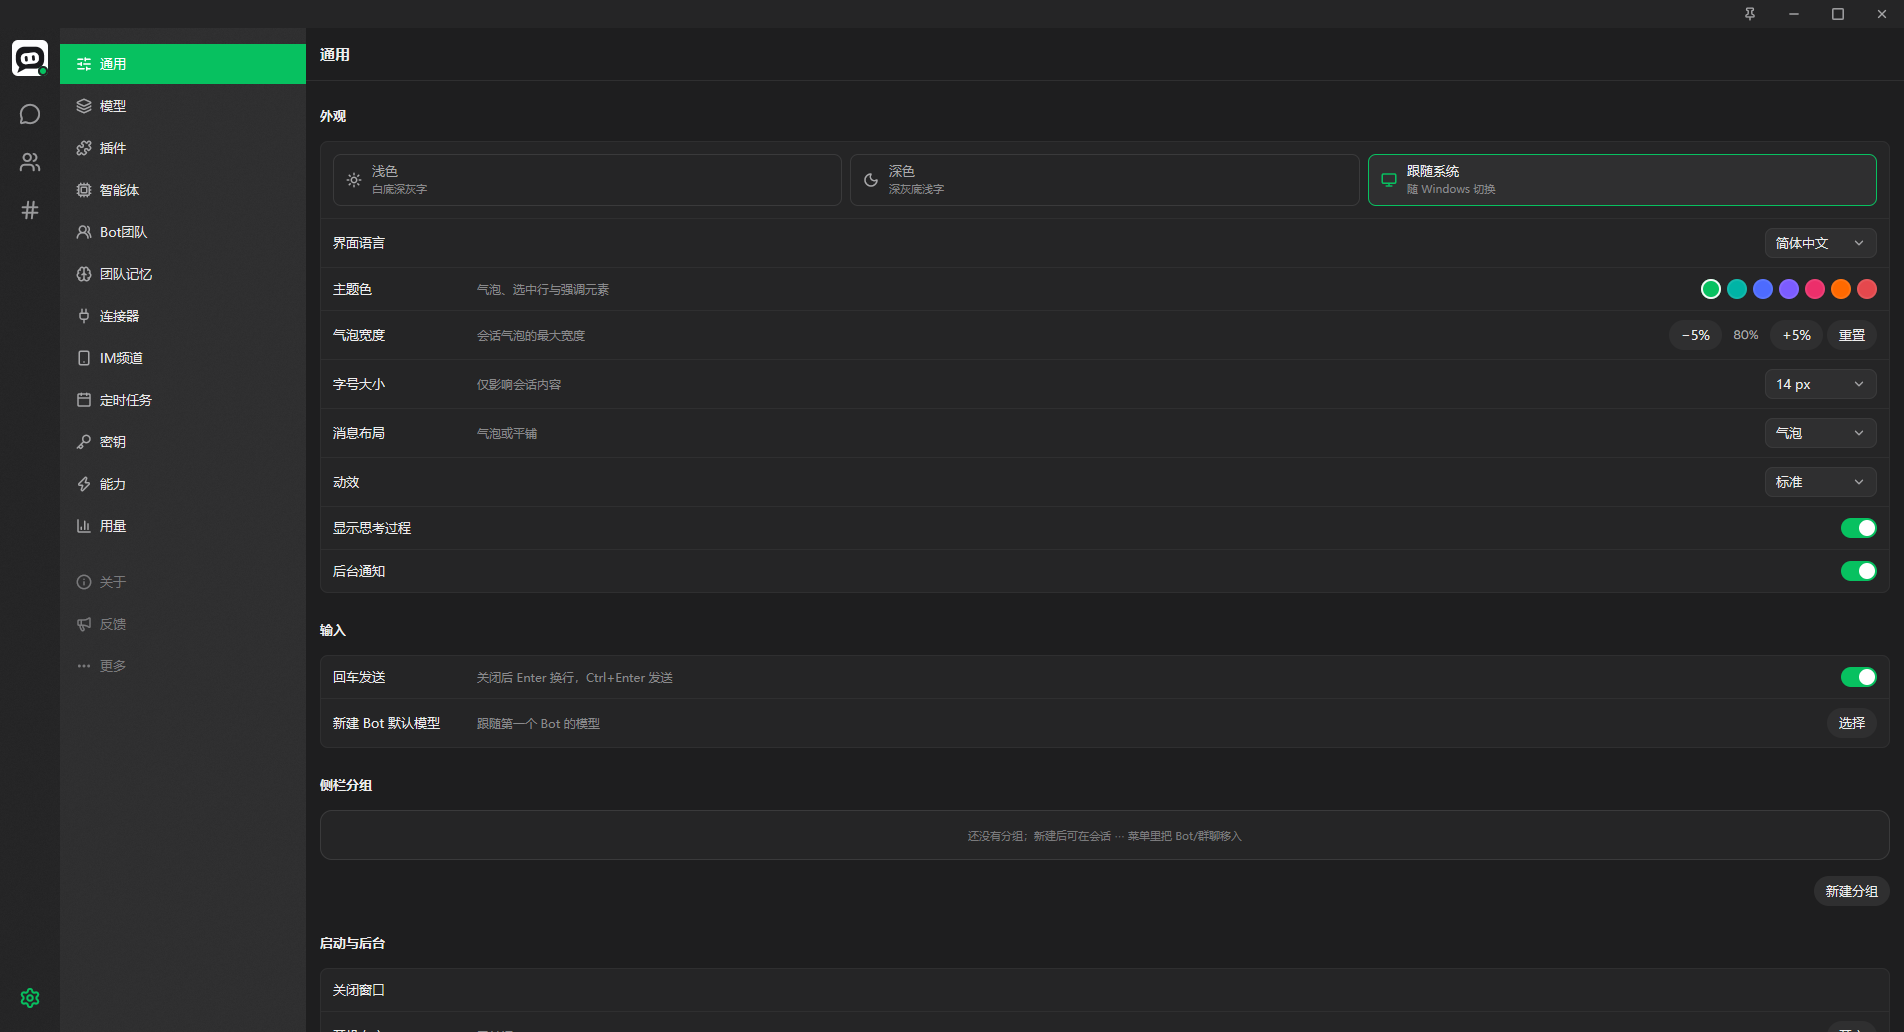 通用
模型
插件
智能体
Bot团队
团队记忆
连接器
IM频道
定时任务
密钥
能力
用量
关于
反馈
更多
通用
外观
浅色
白底深灰字
深色
深灰底浅字
跟随系统
随 Windows 切换
界面语言 简体中文
主题色 气泡、选中行与强调元素
气泡宽度 会话气泡的最大宽度 −5% 80% +5% 重置
字号大小 仅影响会话内容 14 px
消息布局 气泡或平铺 气泡
动效 标准
显示思考过程
后台通知
输入
回车发送 关闭后 Enter 换行，Ctrl+Enter 发送
新建 Bot 默认模型 跟随第一个 Bot 的模型 选择
侧栏分组
还没有分组；新建后可在会话 ··· 菜单里把 Bot/群聊移入
新建分组
启动与后台
关闭窗口